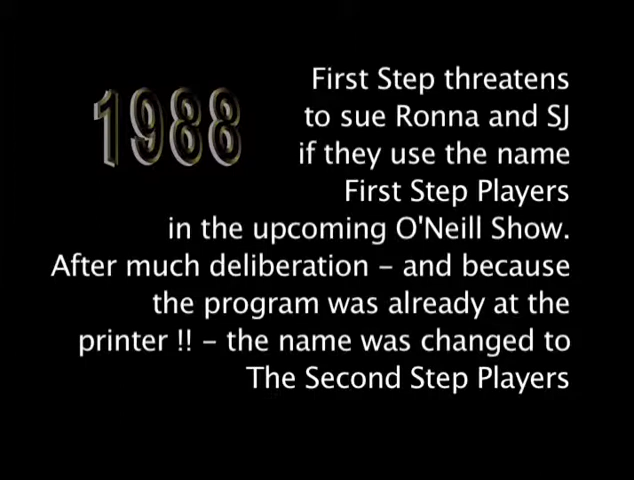 1988
First Step threatens
to sue Ronna and SJ
if they use the name
First Step Players
in the upcoming O'Neill Show.
After much deliberation – and because
the program was already at the
printer !! – the name was changed to
The Second Step Players